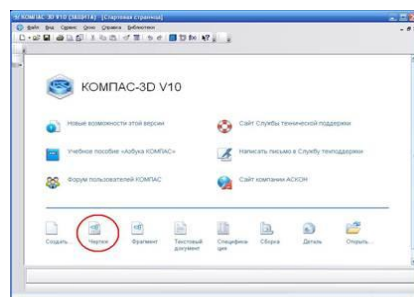 КОМПАС-3D V10 [ЗАЩИТА] - [Стартовая страница]
Файл Вид Сервис Окно Справка Библиотеки
КОМПАС-3D V10
Новые возможности этой версии
Сайт Службы технической поддержки
Учебное пособие «Азбука КОМПАС»
Написать письмо в Службу техподдержки
Форум пользователей КОМПАС
Сайт компании АСКОН
Создать... Чертеж Фрагмент Текстовый документ Специфика ция Сборка Деталь Открыть...